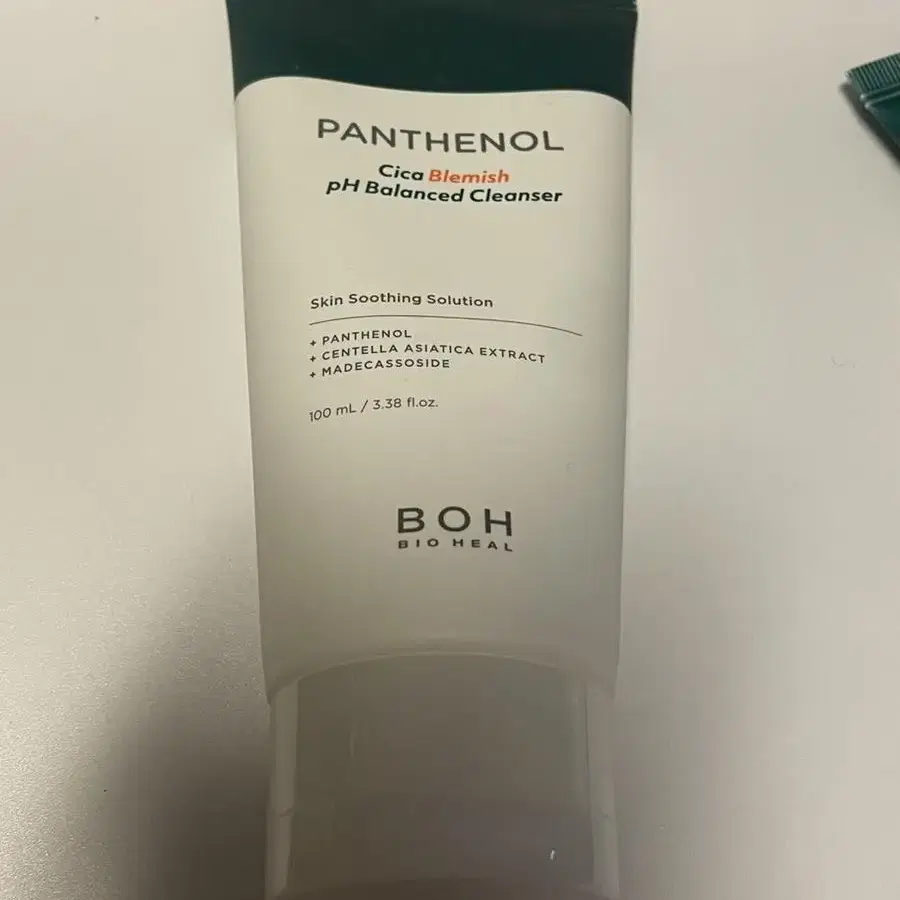 PANTHENOL
Cica Blemish
pH Balanced Cleanser
Skin Soothing Solution
+ PANTHENOL
+ CENTELLA ASIATICA EXTRACT
+ MADECASSOSIDE
100 mL / 3.38 fl.oz.
BOH
BIO HEAL